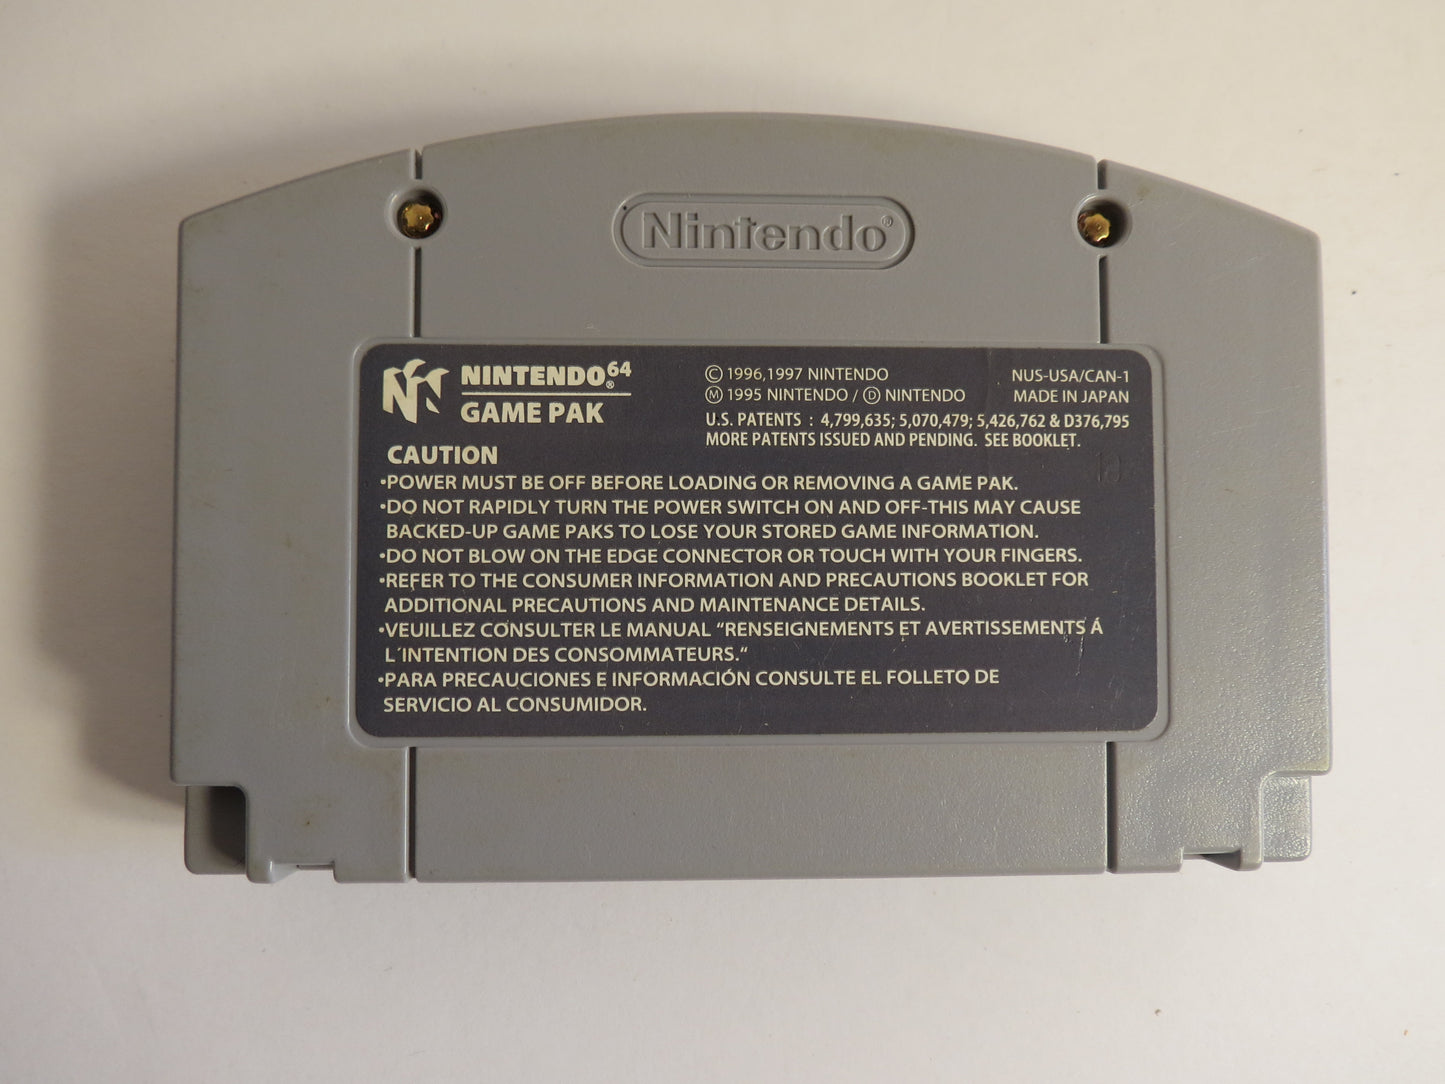 Nintendo®
NINTENDO⁶⁴®
GAME PAK
Ⓒ 1996,1997 NINTENDO
Ⓜ 1995 NINTENDO / Ⓓ NINTENDO
NUS-USA/CAN-1
MADE IN JAPAN
U.S. PATENTS : 4,799,635; 5,070,479; 5,426,762 & D376,795
MORE PATENTS ISSUED AND PENDING. SEE BOOKLET.
10
CAUTION
•POWER MUST BE OFF BEFORE LOADING OR REMOVING A GAME PAK.
•DO NOT RAPIDLY TURN THE POWER SWITCH ON AND OFF-THIS MAY CAUSE
BACKED-UP GAME PAKS TO LOSE YOUR STORED GAME INFORMATION.
•DO NOT BLOW ON THE EDGE CONNECTOR OR TOUCH WITH YOUR FINGERS.
•REFER TO THE CONSUMER INFORMATION AND PRECAUTIONS BOOKLET FOR
ADDITIONAL PRECAUTIONS AND MAINTENANCE DETAILS.
•VEUILLEZ CONSULTER LE MANUAL “RENSEIGNEMENTS ET AVERTISSEMENTS Á
L´INTENTION DES CONSOMMATEURS.“
•PARA PRECAUCIONES E INFORMACIÓN CONSULTE EL FOLLETO DE
SERVICIO AL CONSUMIDOR.